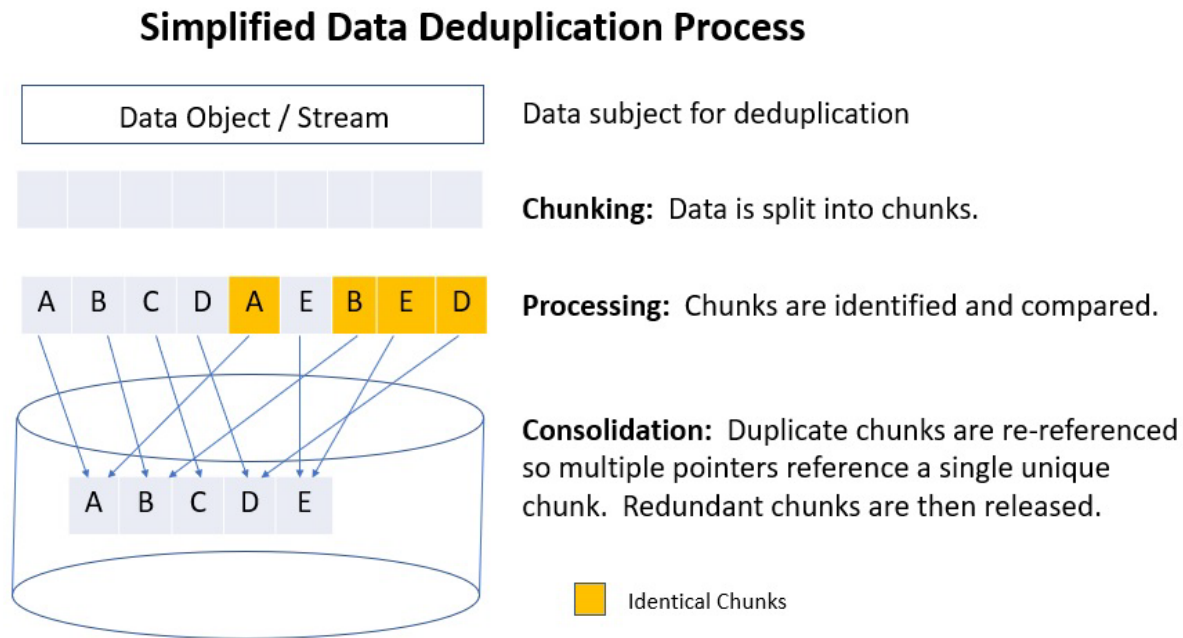 Simplified Data Deduplication Process
Data Object / Stream
Data subject for deduplication
Chunking: Data is split into chunks.
A B C D A E B E D
Processing: Chunks are identified and compared.
Consolidation: Duplicate chunks are re-referenced
so multiple pointers reference a single unique
chunk. Redundant chunks are then released.
A B C D E
Identical Chunks